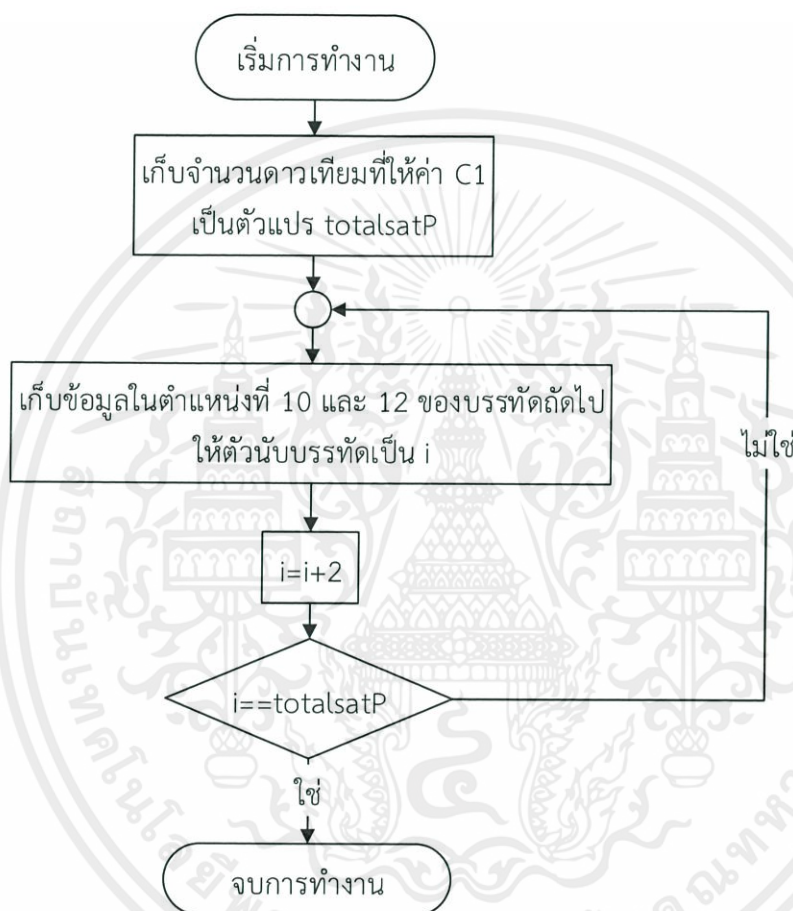 เริ่มการทำงาน
เก็บจำนวนดาวเทียมที่ให้ค่า C1
เป็นตัวแปร totalsatP
เก็บข้อมูลในตำแหน่งที่ 10 และ 12 ของบรรทัดถัดไป
ให้ตัวนับบรรทัดเป็น i
ไม่ใช่
i=i+2
i==totalsatP
ใช่
จบการทำงาน